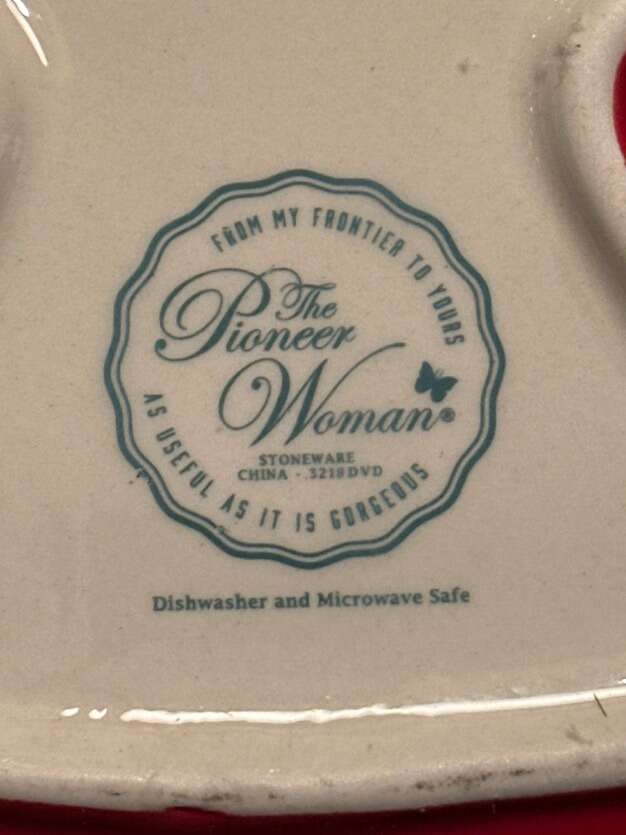 FROM MY FRONTIER TO YOURS
The
Pioneer
Woman®
STONEWARE
CHINA - 3218DVD
AS USEFUL AS IT IS GORGEOUS
Dishwasher and Microwave Safe